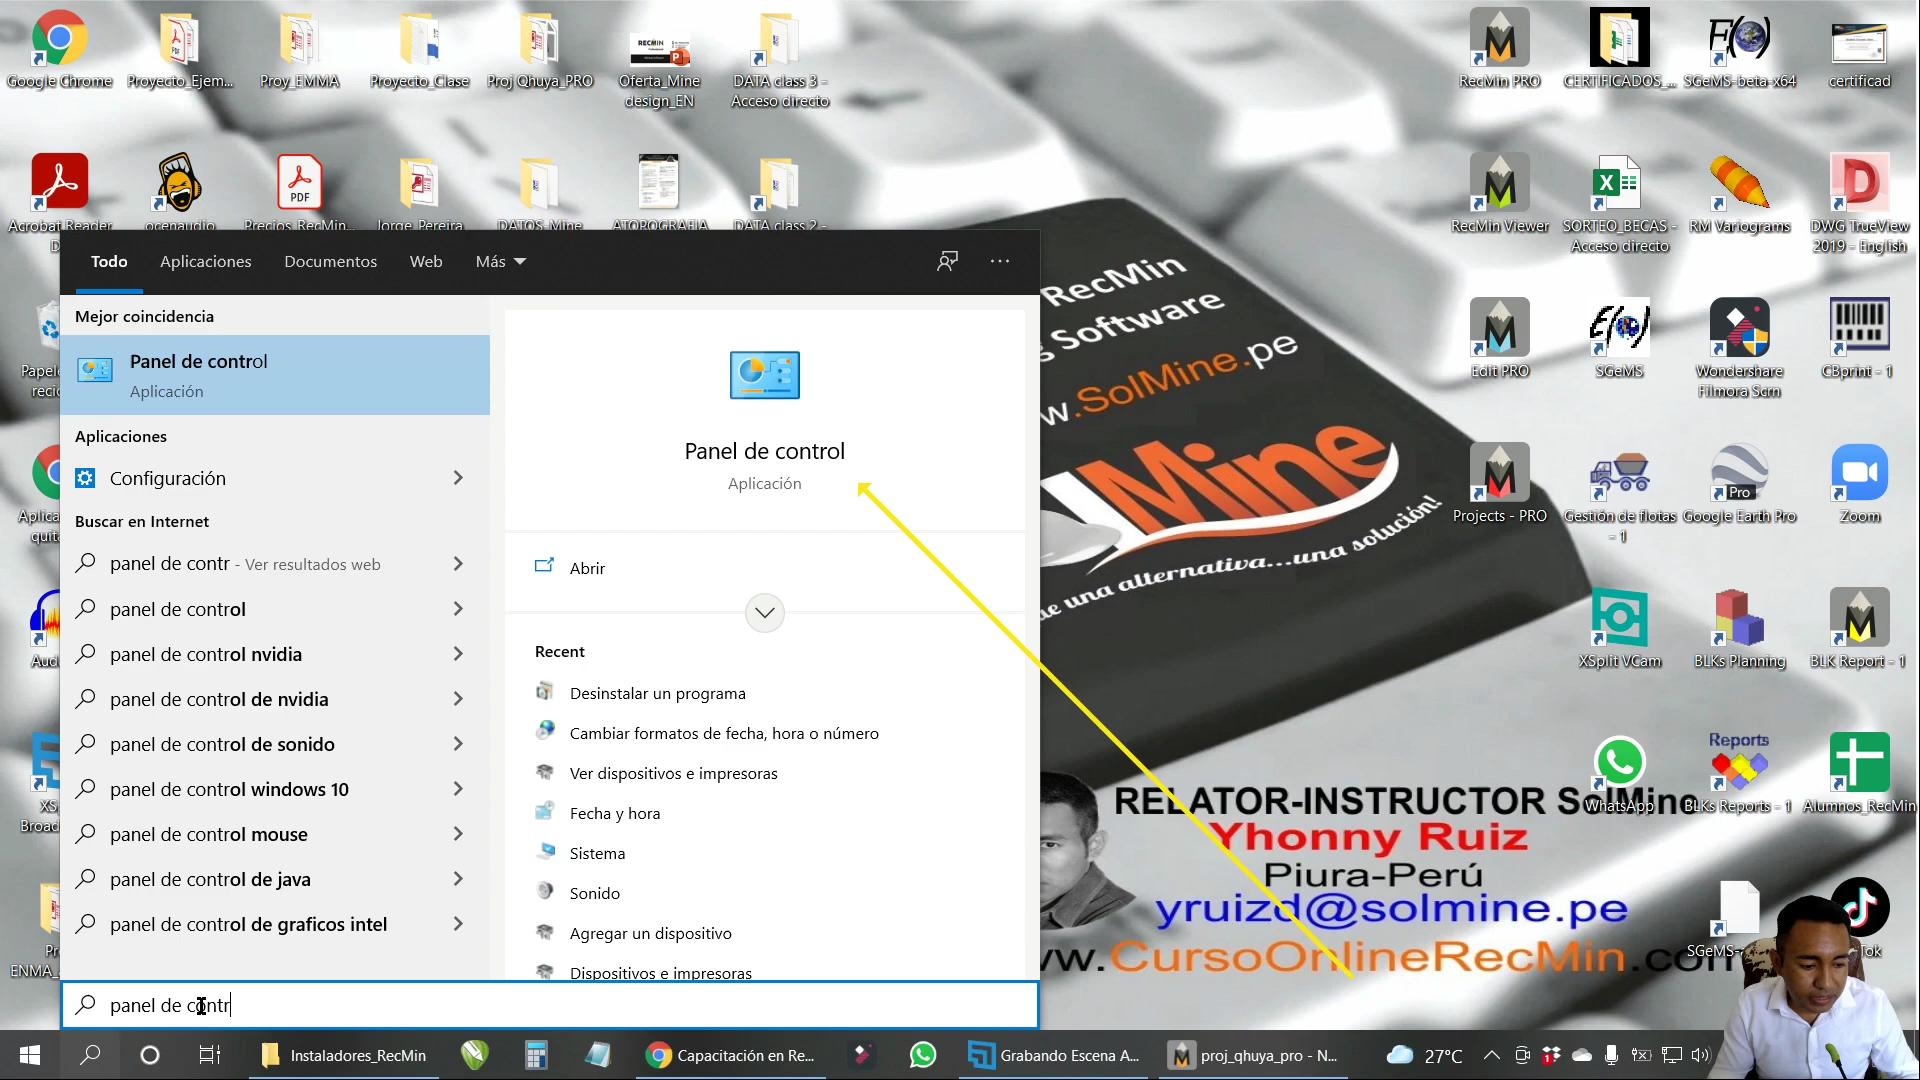 Google Chrome
Proyecto_Ejem...
Proy_EMMA
Proyecto_Clase
Proj Qhuya_PRO
Oferta_Mine
design_EN
DATA class 3 -
Acceso directo
RecMin PRO
CERTIFICADOS_...
SGeMS-beta-x64
certificad
Acrobat Reader
D
ocenaudio
Precios_RecMin...
Jorge_Pereira
DATOS_Mine
ATOPOGRAFIA
DATA class 2 -
RecMin Viewer
SORTEO_BECAS -
Acceso directo
RM Variograms
DWG TrueView
2019 - English
Todo
Aplicaciones
Documentos
Web
Más
Mejor coincidencia
Panel de control
Aplicación
Aplicaciones
Configuración
Buscar en Internet
panel de contr - Ver resultados web
panel de control
panel de control nvidia
panel de control de nvidia
panel de control de sonido
panel de control windows 10
panel de control mouse
panel de control de java
panel de control de graficos intel
panel de contr
Panel de control
Aplicación
Abrir
Recent
Desinstalar un programa
Cambiar formatos de fecha, hora o número
Ver dispositivos e impresoras
Fecha y hora
Sistema
Sonido
Agregar un dispositivo
Dispositivos e impresoras
RecMin
Software
w.SolMine.pe
Mine
ue una alternativa...una solución!
Edit PRO
SGeMS
Wondershare
Filmora Scrn
CBprint - 1
Projects - PRO
Gestión de flotas
- 1
Google Earth Pro
Zoom
XSplit VCam
BLKs Planning
BLK Report - 1
WhatsApp
Reports
BLKs Reports - 1
Alumnos_RecMin
RELATOR-INSTRUCTOR SolMine
Yhonny Ruiz
Piura-Perú
yruizd@solmine.pe
w.CursoOnlineRecMin.com
SGeMS-
Tok
Instaladores_RecMin
Capacitación en Re...
Grabando Escena A...
proj_qhuya_pro - N...
27°C